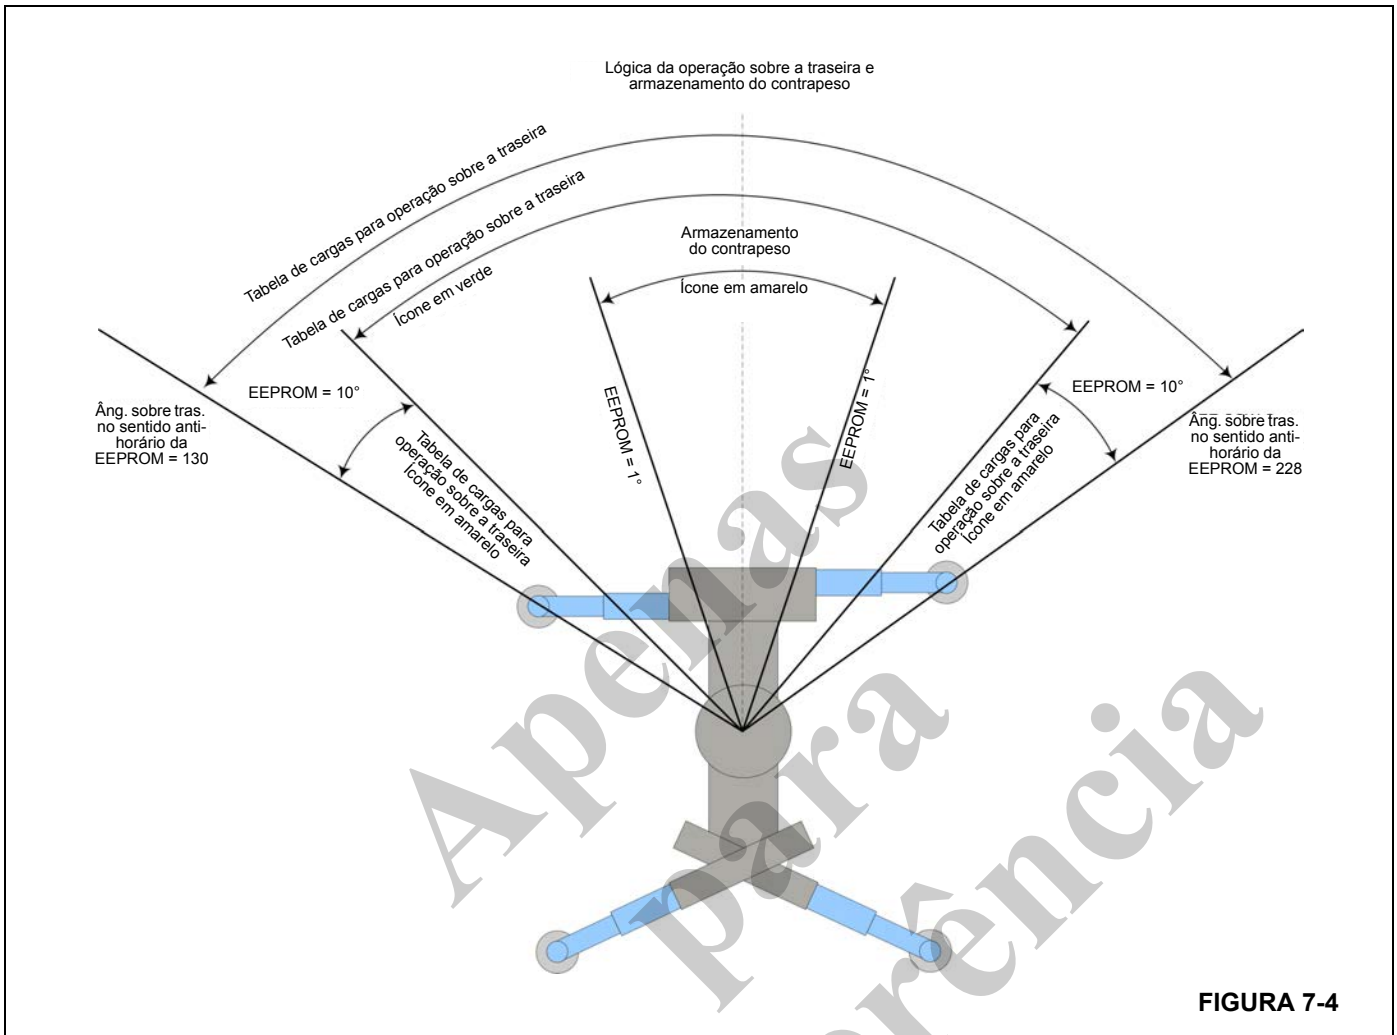 Lógica da operação sobre a traseira e
armazenamento do contrapeso
Tabela de cargas para operação sobre a traseira
Tabela de cargas para operação sobre a traseira
Ícone em verde
Armazenamento
do contrapeso
Ícone em amarelo
EEPROM = 10°
EEPROM = 1°
EEPROM = 1°
EEPROM = 10°
Âng. sobre tras.
no sentido anti-
horário da
EEPROM = 130
Âng. sobre tras.
no sentido anti-
horário da
EEPROM = 228
Tabela de cargas para
operação sobre a traseira
Ícone em amarelo
Tabela de cargas para
operação sobre a traseira
Ícone em amarelo
Apenas
para
rência
FIGURA 7-4